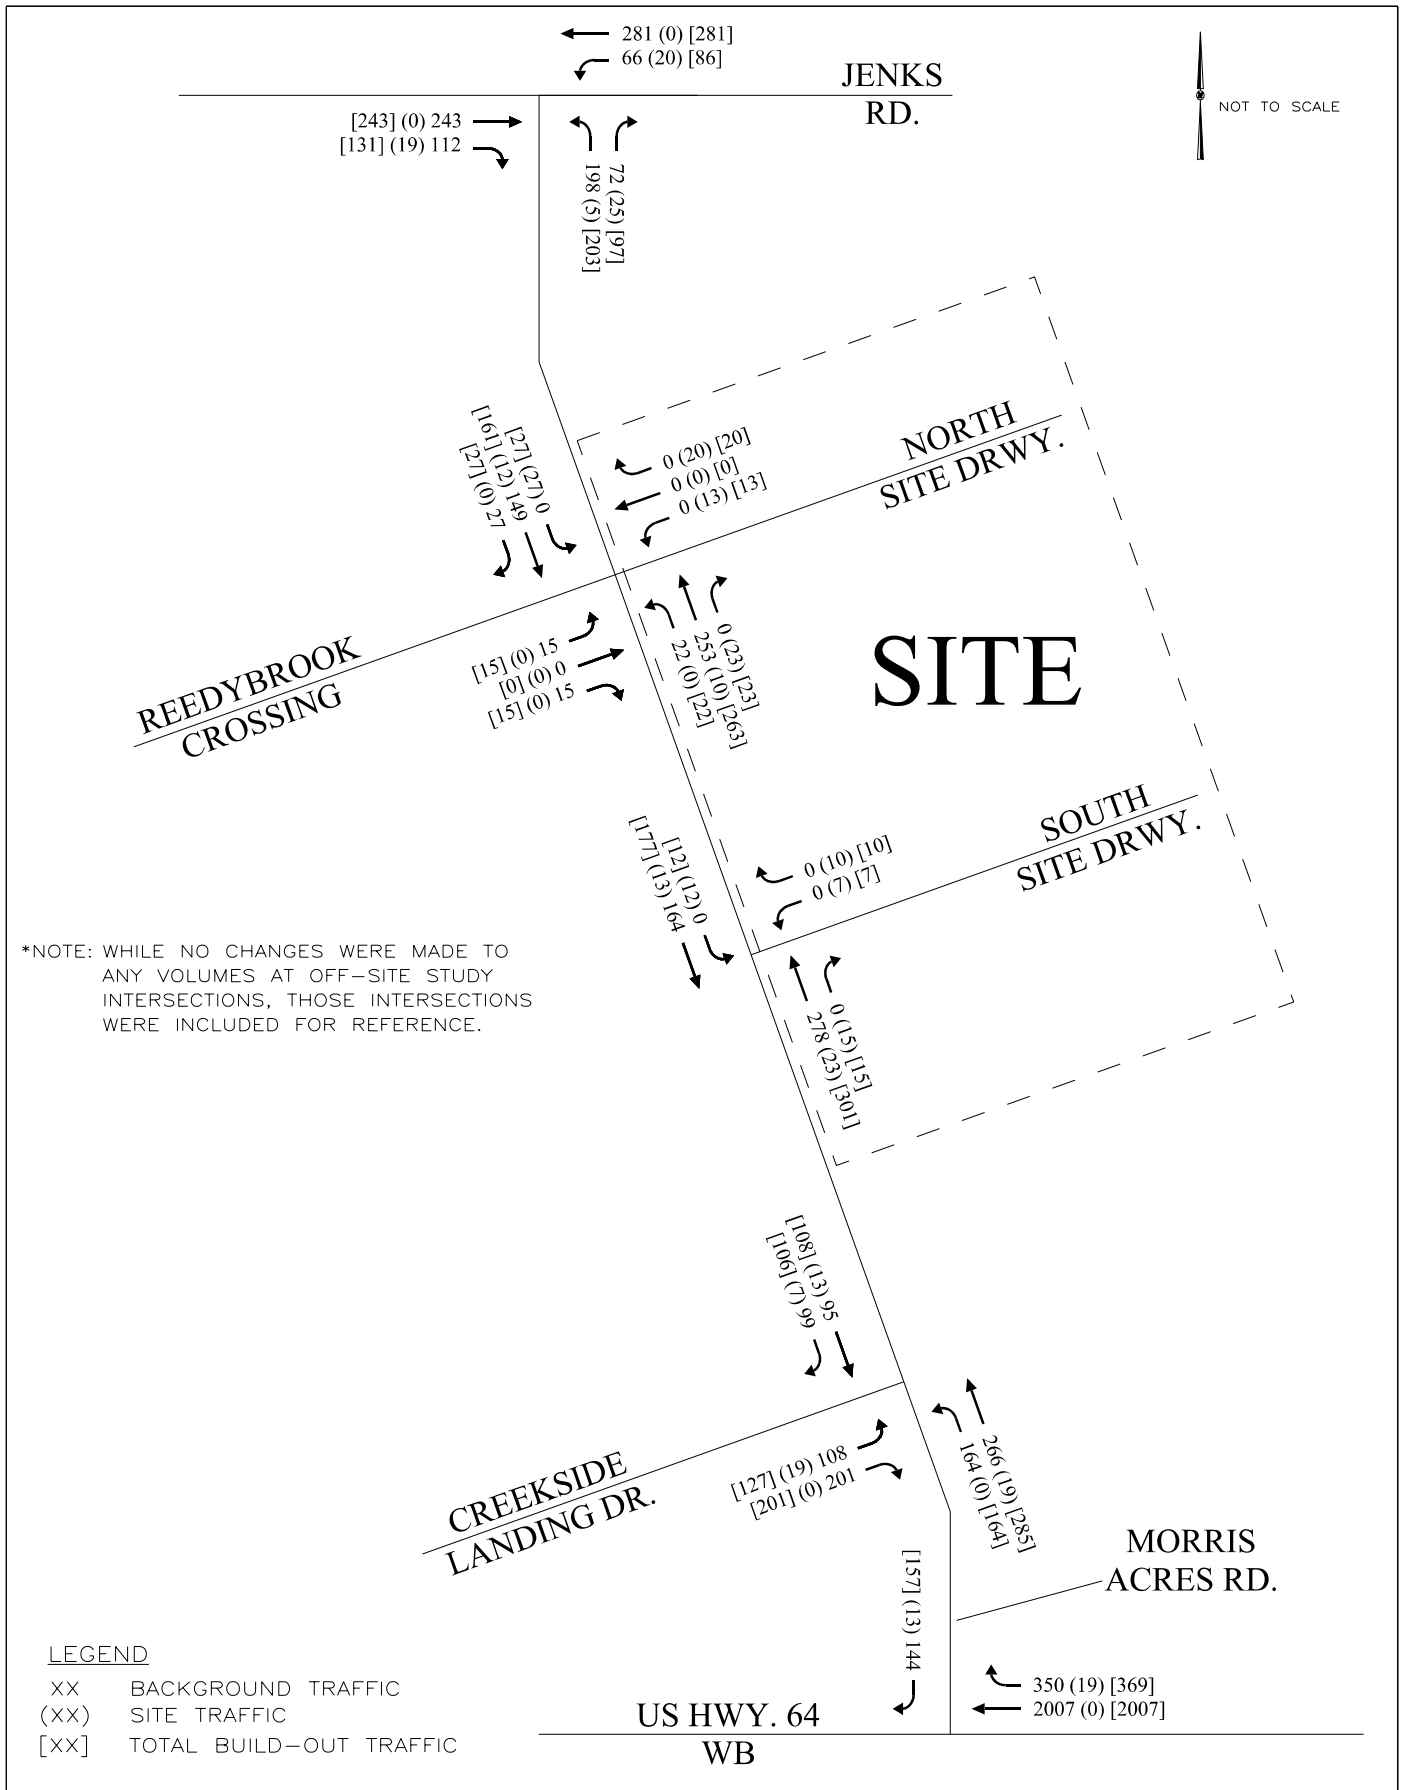 281 (0) [281]
66 (20) [86]
JENKS
RD.
NOT TO SCALE
[243] (0) 243
[131] (19) 112
72 (25) [97]
198 (5) [203]
[27] (27) 0
[161] (12) 149
[27] (0) 27
0 (20) [20]
0 (0) [0]
0 (13) [13]
NORTH
SITE DRWY.
REEDYBROOK
CROSSING
[15] (0) 15
[0] (0) 0
[15] (0) 15
0 (23) [23]
253 (10) [263]
22 (0) [22]
SITE
[12] (12) 0
[177] (13) 164
0 (10) [10]
0 (7) [7]
SOUTH
SITE DRWY.
*NOTE: WHILE NO CHANGES WERE MADE TO
ANY VOLUMES AT OFF-SITE STUDY
INTERSECTIONS, THOSE INTERSECTIONS
WERE INCLUDED FOR REFERENCE.
0 (15) [15]
278 (23) [301]
[108] (13) 95
[106] (7) 99
CREEKSIDE
LANDING DR.
[127] (19) 108
[201] (0) 201
266 (19) [285]
164 (0) [164]
MORRIS
ACRES RD.
[157] (13) 144
350 (19) [369]
2007 (0) [2007]
US HWY. 64
WB
LEGEND
XX BACKGROUND TRAFFIC
(XX) SITE TRAFFIC
[XX] TOTAL BUILD-OUT TRAFFIC